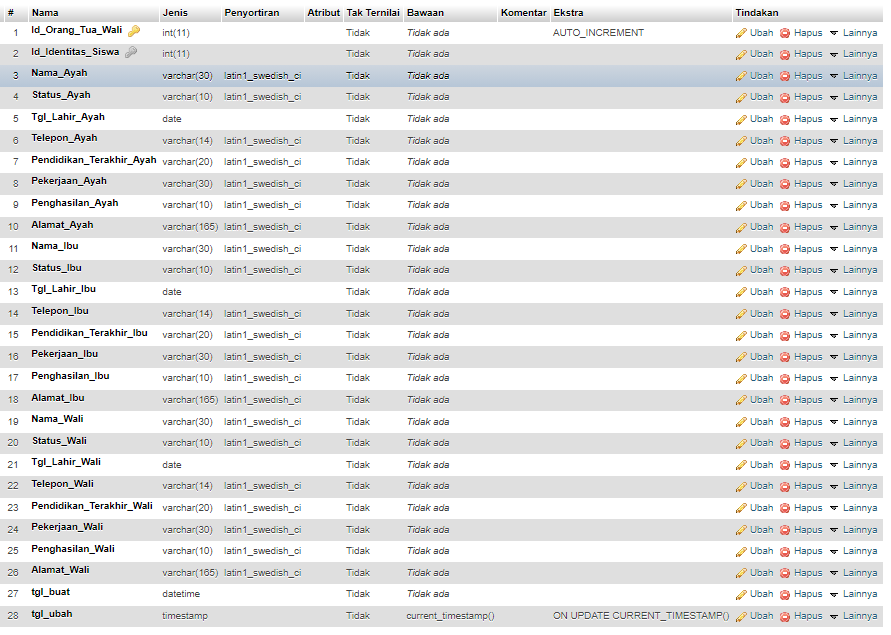 # Nama Jenis Penyortiran Atribut Tak Ternilai Bawaan Komentar Ekstra Tindakan
1 Id_Orang_Tua_Wali int(11) Tidak Tidak ada AUTO_INCREMENT Ubah Hapus Lainnya
2 Id_Identitas_Siswa int(11) Tidak Tidak ada Ubah Hapus Lainnya
3 Nama_Ayah varchar(30) latin1_swedish_ci Tidak Tidak ada Ubah Hapus Lainnya
4 Status_Ayah varchar(10) latin1_swedish_ci Tidak Tidak ada Ubah Hapus Lainnya
5 Tgl_Lahir_Ayah date Tidak Tidak ada Ubah Hapus Lainnya
6 Telepon_Ayah varchar(14) latin1_swedish_ci Tidak Tidak ada Ubah Hapus Lainnya
7 Pendidikan_Terakhir_Ayah varchar(20) latin1_swedish_ci Tidak Tidak ada Ubah Hapus Lainnya
8 Pekerjaan_Ayah varchar(30) latin1_swedish_ci Tidak Tidak ada Ubah Hapus Lainnya
9 Penghasilan_Ayah varchar(10) latin1_swedish_ci Tidak Tidak ada Ubah Hapus Lainnya
10 Alamat_Ayah varchar(165) latin1_swedish_ci Tidak Tidak ada Ubah Hapus Lainnya
11 Nama_Ibu varchar(30) latin1_swedish_ci Tidak Tidak ada Ubah Hapus Lainnya
12 Status_Ibu varchar(10) latin1_swedish_ci Tidak Tidak ada Ubah Hapus Lainnya
13 Tgl_Lahir_Ibu date Tidak Tidak ada Ubah Hapus Lainnya
14 Telepon_Ibu varchar(14) latin1_swedish_ci Tidak Tidak ada Ubah Hapus Lainnya
15 Pendidikan_Terakhir_Ibu varchar(20) latin1_swedish_ci Tidak Tidak ada Ubah Hapus Lainnya
16 Pekerjaan_Ibu varchar(30) latin1_swedish_ci Tidak Tidak ada Ubah Hapus Lainnya
17 Penghasilan_Ibu varchar(10) latin1_swedish_ci Tidak Tidak ada Ubah Hapus Lainnya
18 Alamat_Ibu varchar(165) latin1_swedish_ci Tidak Tidak ada Ubah Hapus Lainnya
19 Nama_Wali varchar(30) latin1_swedish_ci Tidak Tidak ada Ubah Hapus Lainnya
20 Status_Wali varchar(10) latin1_swedish_ci Tidak Tidak ada Ubah Hapus Lainnya
21 Tgl_Lahir_Wali date Tidak Tidak ada Ubah Hapus Lainnya
22 Telepon_Wali varchar(14) latin1_swedish_ci Tidak Tidak ada Ubah Hapus Lainnya
23 Pendidikan_Terakhir_Wali varchar(20) latin1_swedish_ci Tidak Tidak ada Ubah Hapus Lainnya
24 Pekerjaan_Wali varchar(30) latin1_swedish_ci Tidak Tidak ada Ubah Hapus Lainnya
25 Penghasilan_Wali varchar(10) latin1_swedish_ci Tidak Tidak ada Ubah Hapus Lainnya
26 Alamat_Wali varchar(165) latin1_swedish_ci Tidak Tidak ada Ubah Hapus Lainnya
27 tgl_buat datetime Tidak Tidak ada Ubah Hapus Lainnya
28 tgl_ubah timestamp Tidak current_timestamp() ON UPDATE CURRENT_TIMESTAMP() Ubah Hapus Lainnya